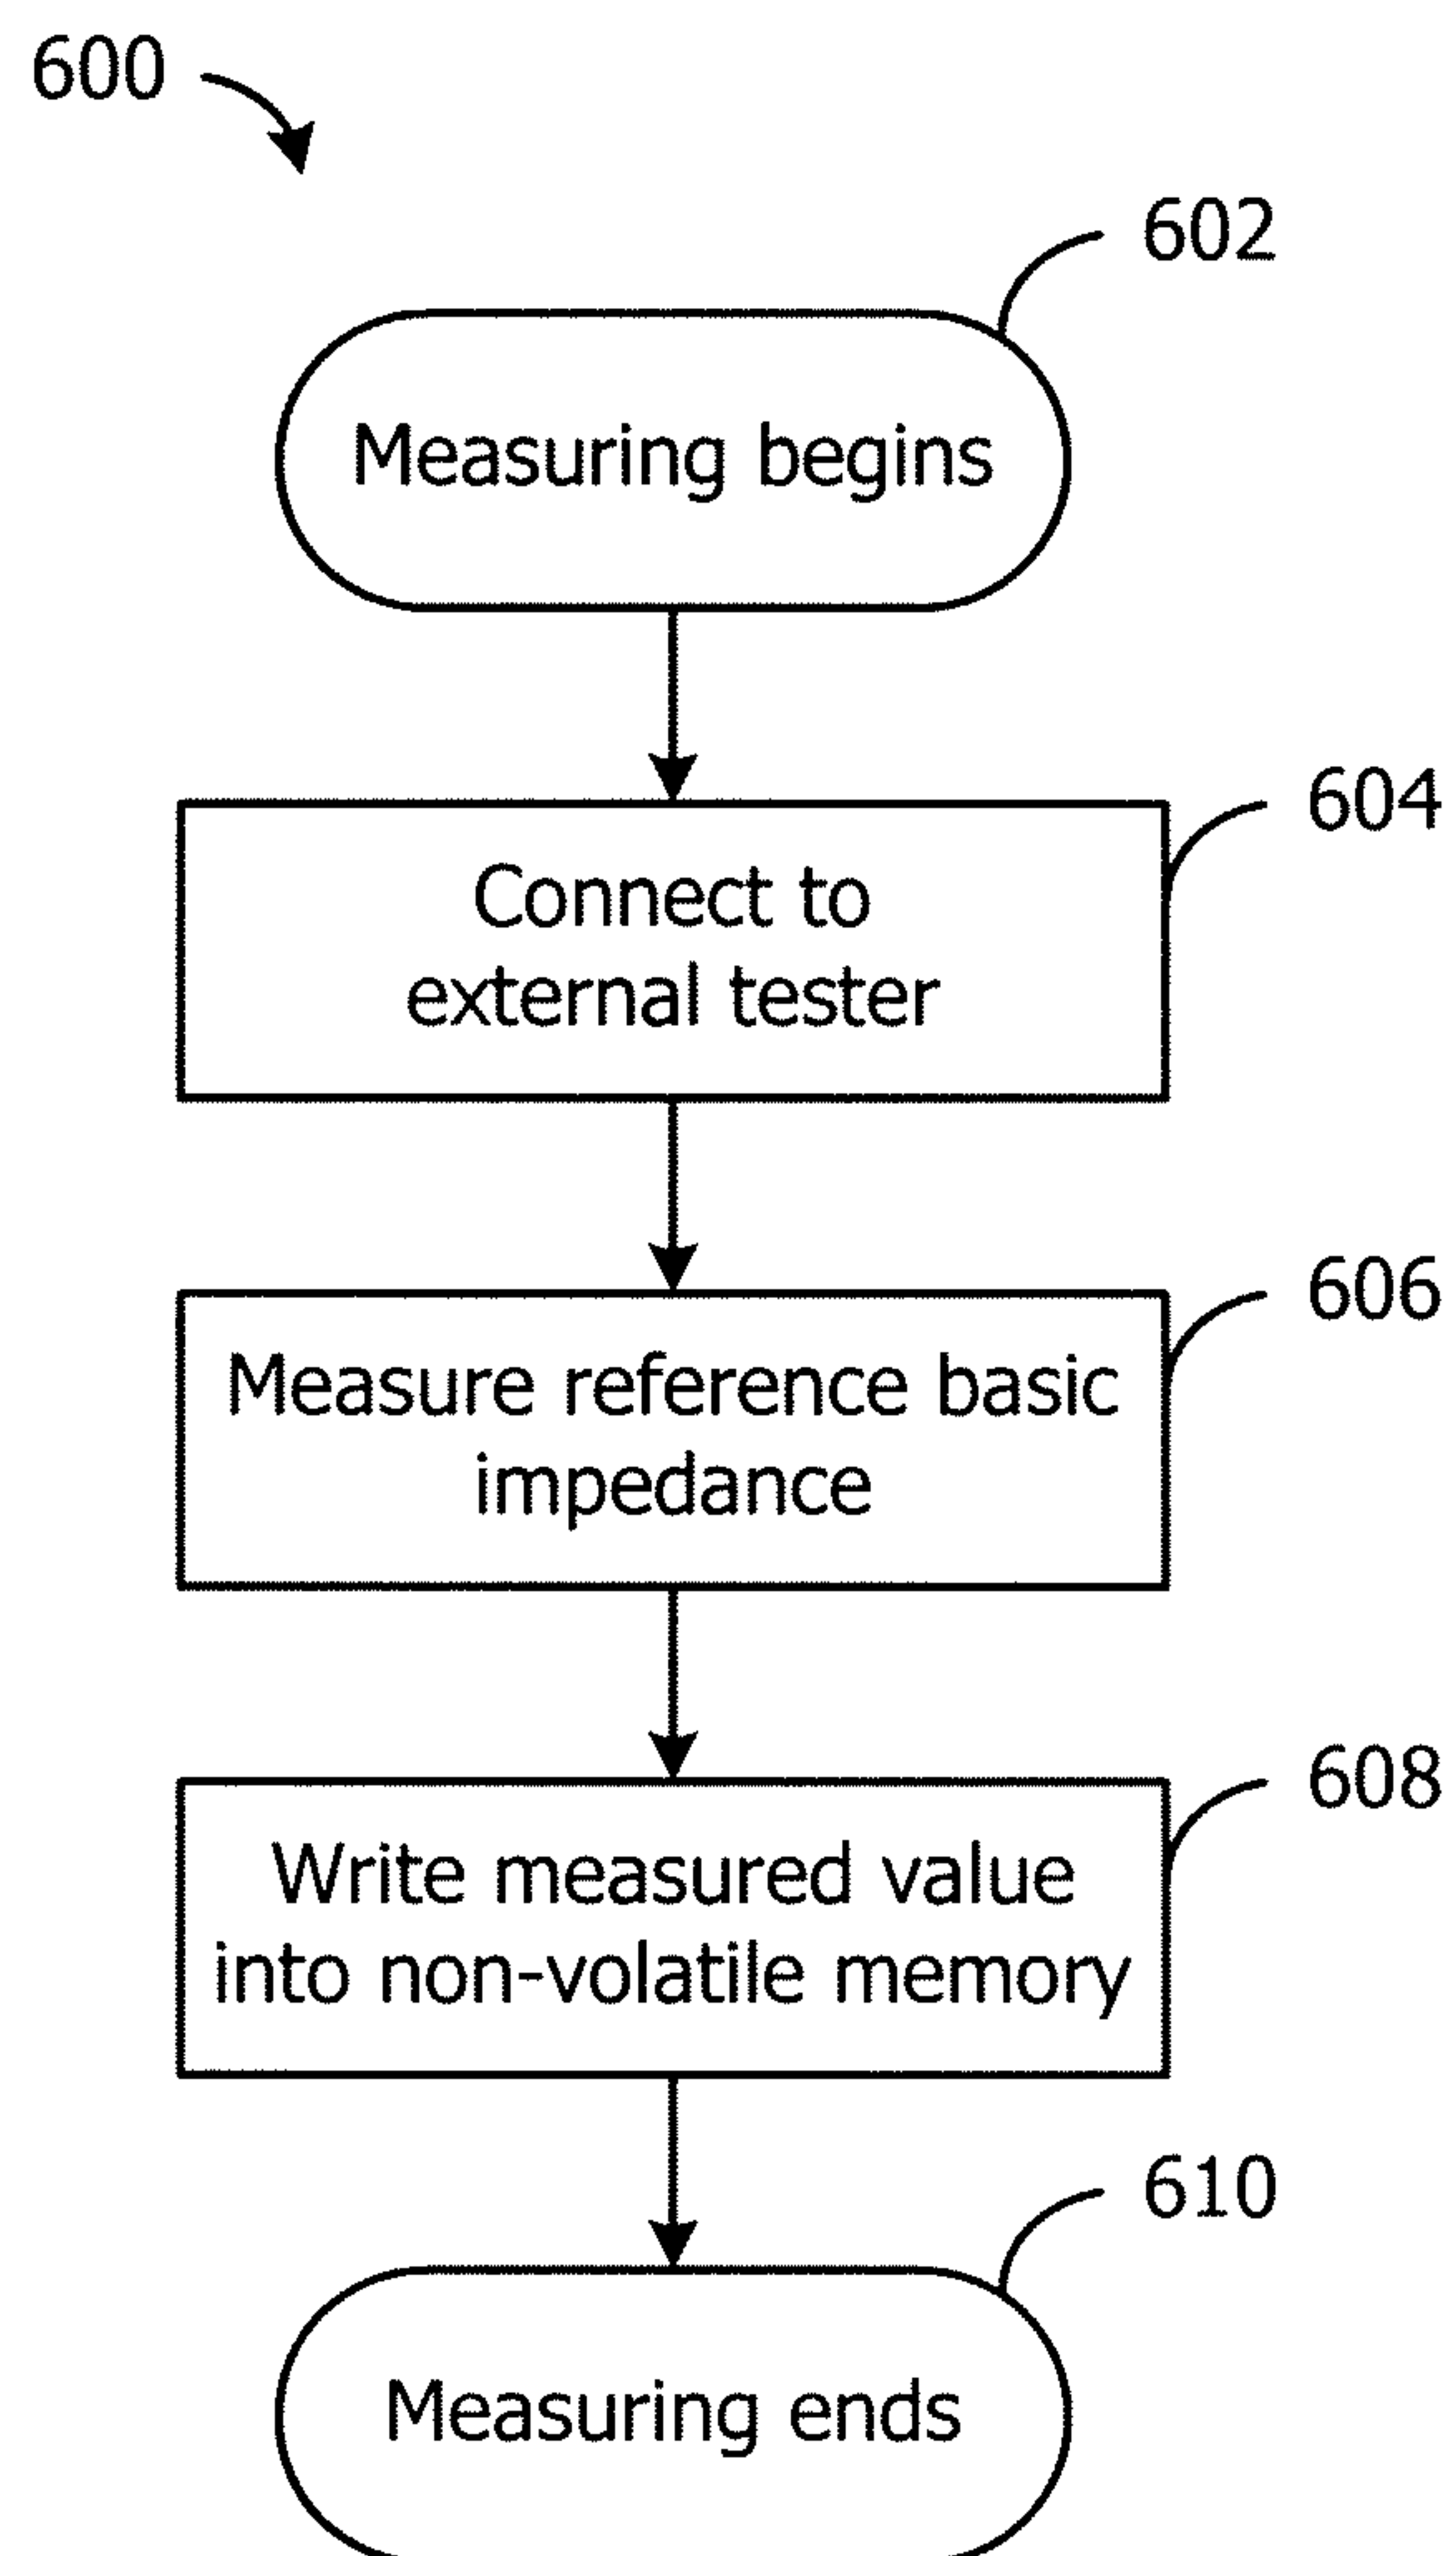 600
602
Measuring begins
604
Connect to
external tester
606
Measure reference basic
impedance
608
Write measured value
into non-volatile memory
610
Measuring ends